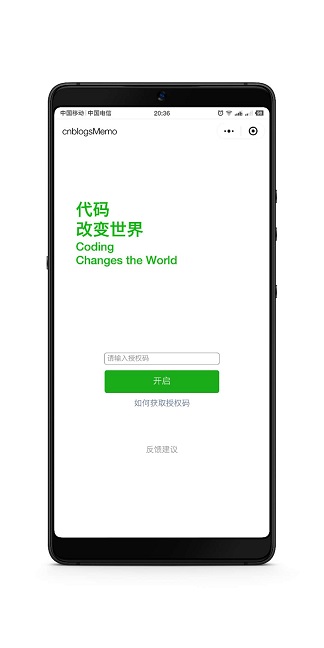 中国移动 中国电信
20:36
cnblogsMemo
代码
改变世界
Coding
Changes the World
请输入授权码
开启
如何获取授权码
反馈建议